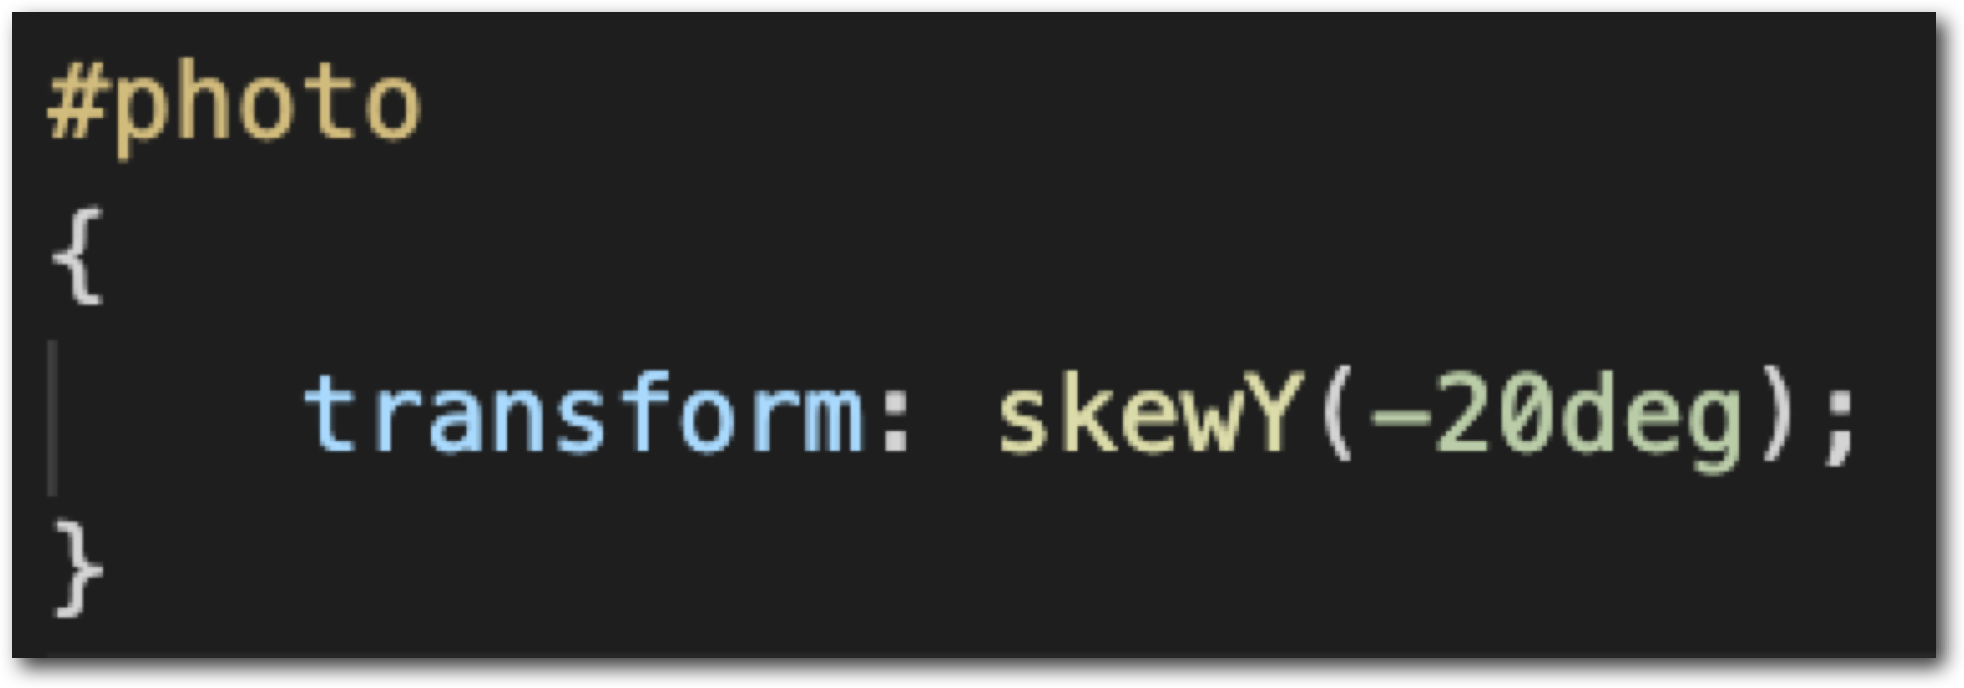 #photo
{
    transform: skewY(-20deg);
}